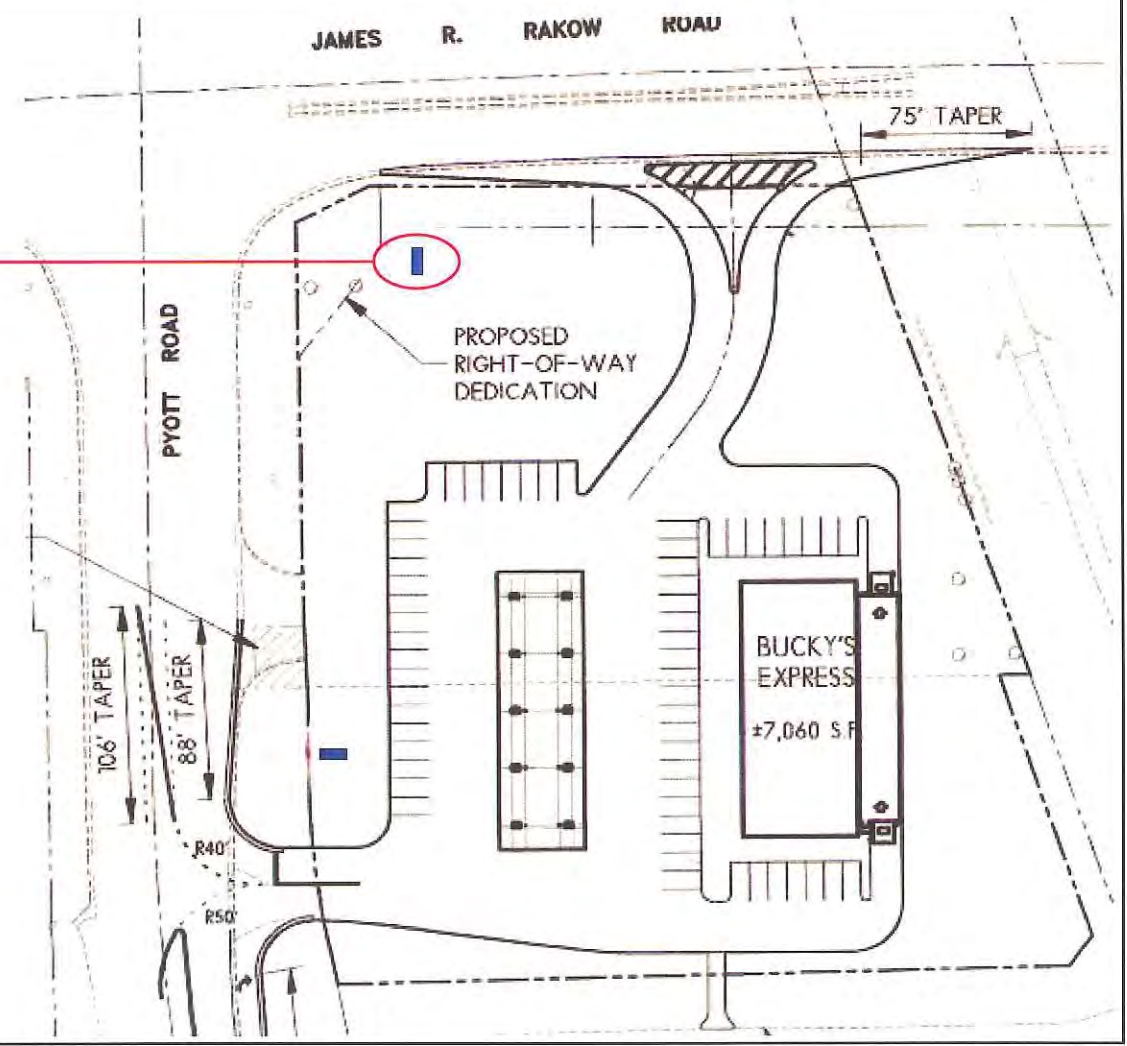 JAMES R. RAKOW ROAD
75' TAPER
PROPOSED
RIGHT-OF-WAY
DEDICATION
PYOTT ROAD
BUCKY'S
EXPRESS
±7,060 S.F
106' TAPER
88' TAPER
R40'
R50'